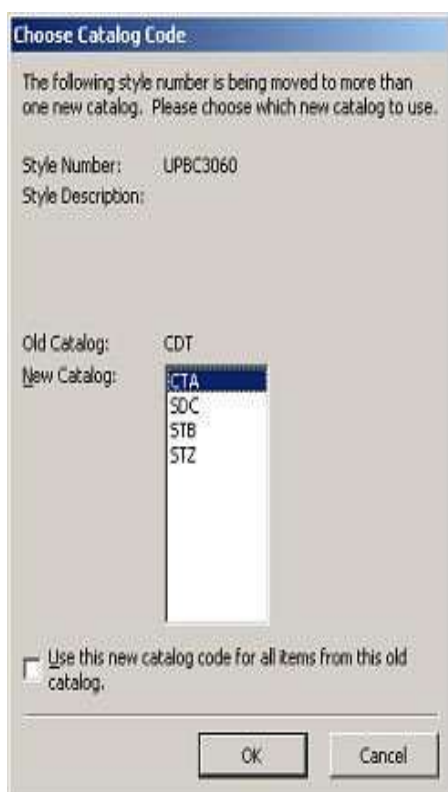 Choose Catalog Code
The following style number is being moved to more than
one new catalog. Please choose which new catalog to use.
Style Number: UPBC3060
Style Description:
Old Catalog: CDT
New Catalog: CTA
SDC
STB
STZ
Use this new catalog code for all items from this old
catalog.
OK Cancel